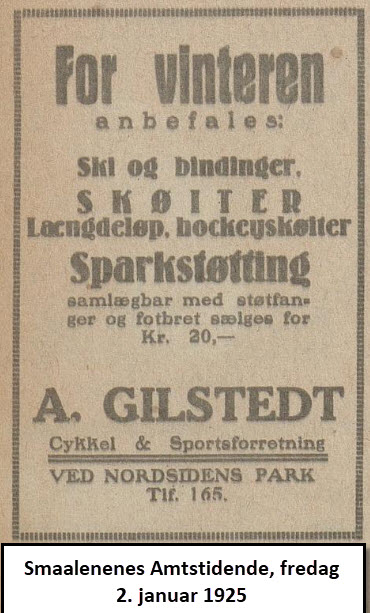 For vinteren
anbefales:
Ski og bindinger,
SKØITER
Længdeløp, hockeyskøiter
Sparkstøtting
samlægbar med støtfan-
ger og fotbret sælges for
Kr. 20,—
A. GILSTEDT
Cykkel & Sportsforretning
VED NORDSIDENS PARK
Tlf. 165.
Smaalenenes Amtstidende, fredag
2. januar 1925